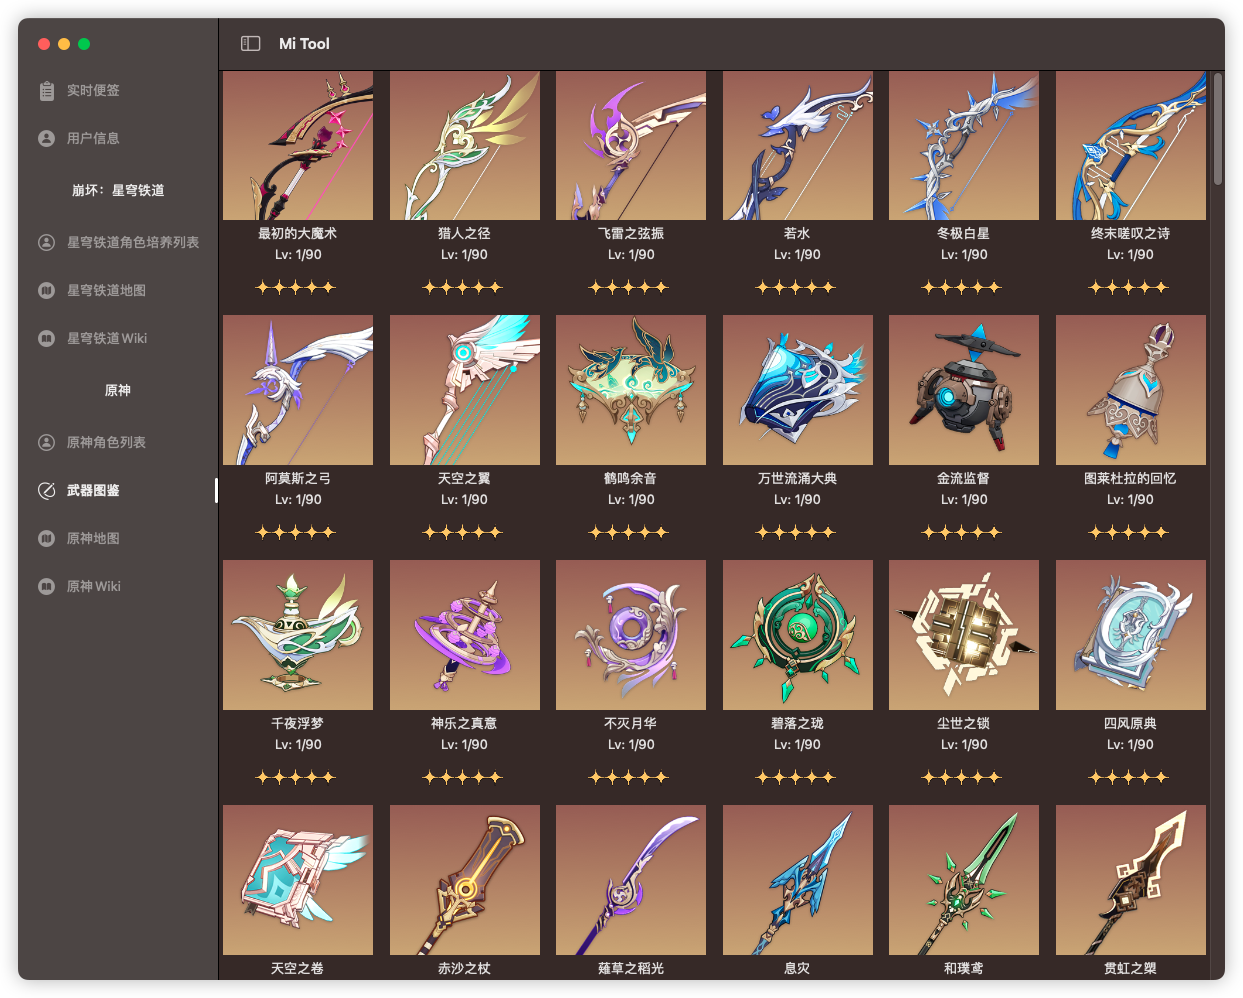 Mi Tool
实时便签
用户信息
崩坏：星穹铁道
星穹铁道角色培养列表
星穹铁道地图
星穹铁道Wiki
原神
原神角色列表
武器图鉴
原神地图
原神Wiki
最初的大魔术
猎人之径
飞雷之弦振
若水
冬极白星
终末嗟叹之诗
Lv: 1/90
Lv: 1/90
Lv: 1/90
Lv: 1/90
Lv: 1/90
Lv: 1/90
阿莫斯之弓
天空之翼
鹤鸣余音
万世流涌大典
金流监督
图莱杜拉的回忆
Lv: 1/90
Lv: 1/90
Lv: 1/90
Lv: 1/90
Lv: 1/90
Lv: 1/90
千夜浮梦
神乐之真意
不灭月华
碧落之珑
尘世之锁
四风原典
Lv: 1/90
Lv: 1/90
Lv: 1/90
Lv: 1/90
Lv: 1/90
Lv: 1/90
天空之卷
赤沙之杖
薙草之稻光
息灾
和璞鸢
贯虹之槊